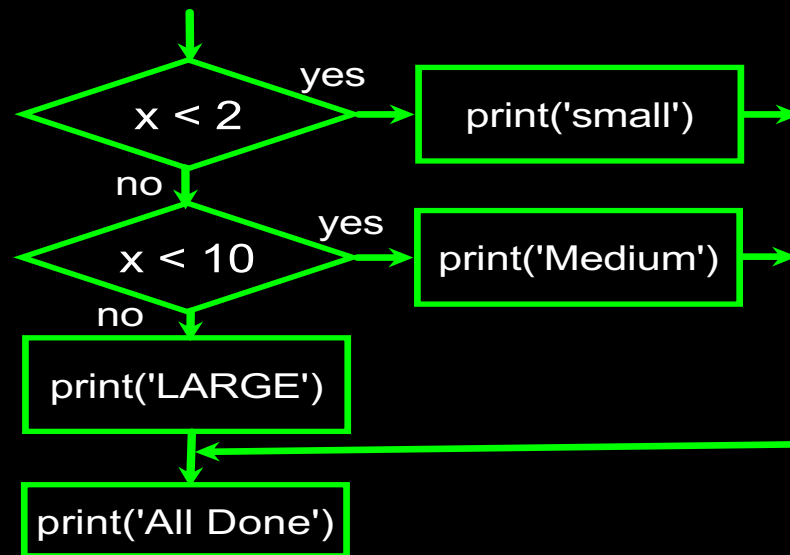 yes
x < 2
print('small')
no
yes
x < 10
print('Medium')
no
print('LARGE')
print('All Done')